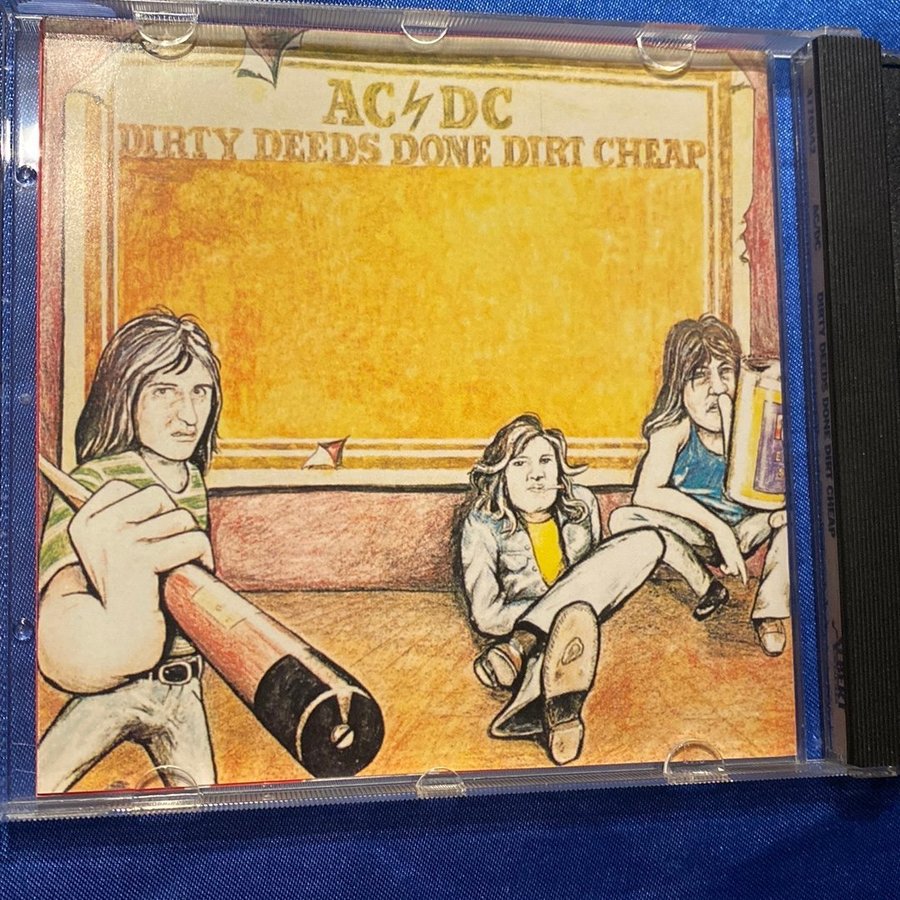 AC⚡DC
DIRTY DEEDS DONE DIRT CHEAP
AC/DC
DIRTY DEEDS DONE DIRT CHEAP